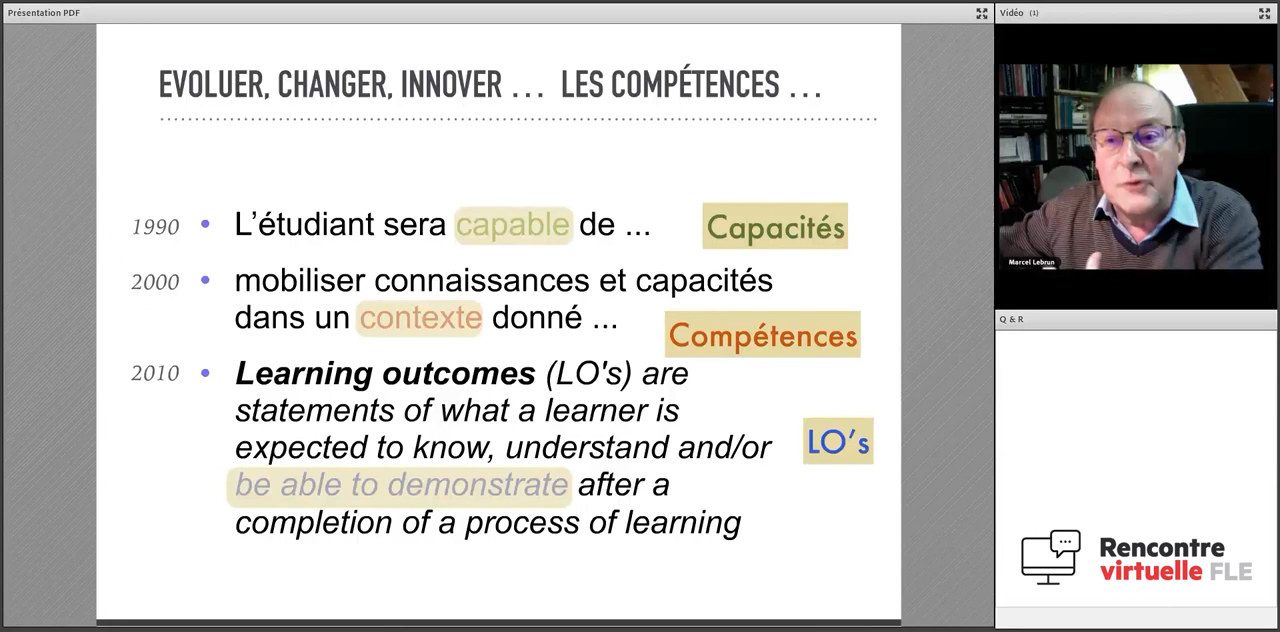 Présentation PDF
EVOLUER, CHANGER, INNOVER ... LES COMPÉTENCES ...
1990 • L’étudiant sera capable de ... Capacités
2000 • mobiliser connaissances et capacités
dans un contexte donné ...
Compétences
2010 • Learning outcomes (LO's) are
statements of what a learner is
expected to know, understand and/or
LO’s
be able to demonstrate after a
completion of a process of learning
Vidéo (1)
Marcel Lebrun
Q & R
Rencontre
virtuelle FLE